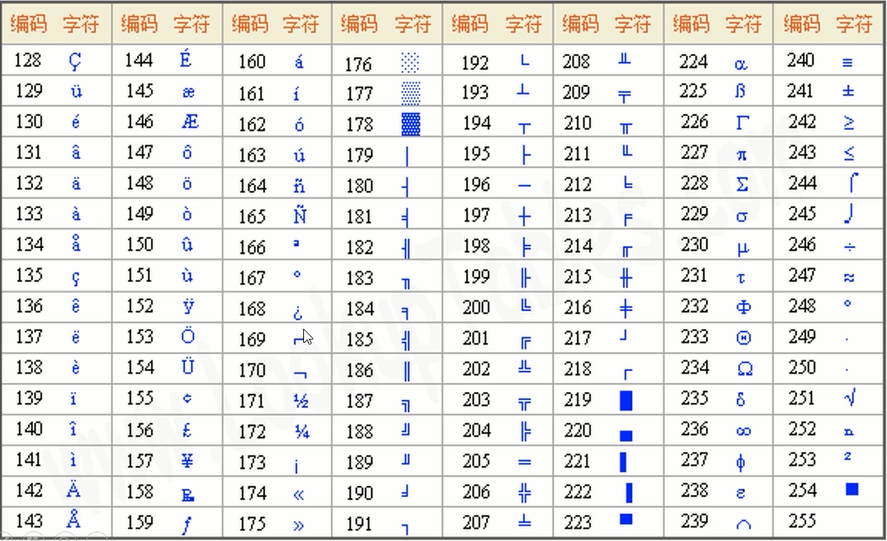 编码 字符 编码 字符 编码 字符 编码 字符 编码 字符 编码 字符 编码 字符 编码 字符
128 Ç 144 É 160 á 176 ░ 192 └ 208 ╨ 224 α 240 ≡
129 ü 145 æ 161 í 177 ▒ 193 ┴ 209 ╤ 225 ß 241 ±
130 é 146 Æ 162 ó 178 ▓ 194 ┬ 210 ╥ 226 Γ 242 ≥
131 â 147 ô 163 ú 179 │ 195 ├ 211 ╙ 227 π 243 ≤
132 ä 148 ö 164 ñ 180 ┤ 196 ─ 212 ╘ 228 Σ 244 ⌠
133 à 149 ò 165 Ñ 181 ╡ 197 ┼ 213 ╒ 229 σ 245 ⌡
134 å 150 û 166 ª 182 ╢ 198 ╞ 214 ╓ 230 µ 246 ÷
135 ç 151 ù 167 º 183 ╖ 199 ╟ 215 ╫ 231 τ 247 ≈
136 ê 152 ÿ 168 ¿ 184 ╕ 200 ╚ 216 ╪ 232 Φ 248 °
137 ë 153 Ö 169 ⌐ 185 ╣ 201 ╔ 217 ┘ 233 Θ 249 ∙
138 è 154 Ü 170 ¬ 186 ║ 202 ╩ 218 ┌ 234 Ω 250 ·
139 ï 155 ¢ 171 ½ 187 ╗ 203 ╦ 219 █ 235 δ 251 √
140 î 156 £ 172 ¼ 188 ╝ 204 ╠ 220 ▄ 236 ∞ 252 ⁿ
141 ì 157 ¥ 173 ¡ 189 ╜ 205 ═ 221 ▌ 237 φ 253 ²
142 Ä 158 ₧ 174 « 190 ╛ 206 ╬ 222 ▐ 238 ε 254 ■
143 Å 159 ƒ 175 » 191 ┐ 207 ╧ 223 ▀ 239 ∩ 255
www.LookupTables.com